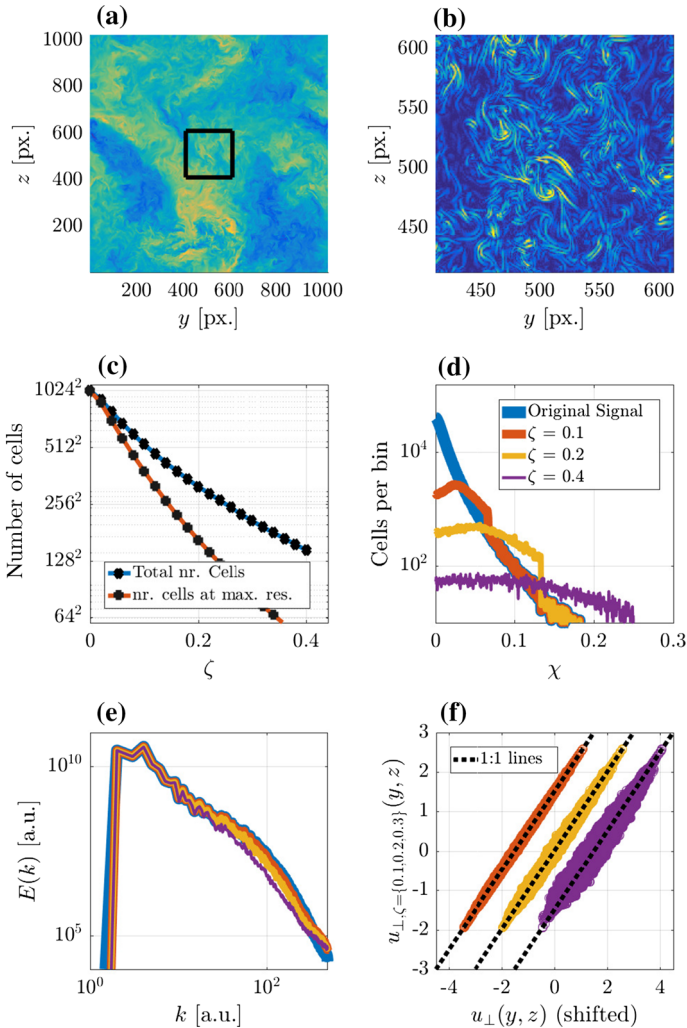 (a)
1000
800
600
400
200
z [px.]
200 400 600 800 1000
y [px.]
(b)
600
550
500
450
z [px.]
450 500 550 600
y [px.]
(c)
1024²
512²
256²
128²
64²
Number of cells
Total nr. Cells
nr. cells at max. res.
0 0.2 0.4
ζ
(d)
10⁴
10²
Cells per bin
Original Signal
ζ = 0.1
ζ = 0.2
ζ = 0.4
0 0.1 0.2 0.3
χ
(e)
10¹⁰
10⁵
E(k) [a.u.]
10⁰ 10²
k [a.u.]
(f)
3
2
1
0
-1
-2
-3
u⊥,ζ={0.1,0.2,0.3}(y, z)
1:1 lines
-4 -2 0 2 4
u⊥(y, z) (shifted)